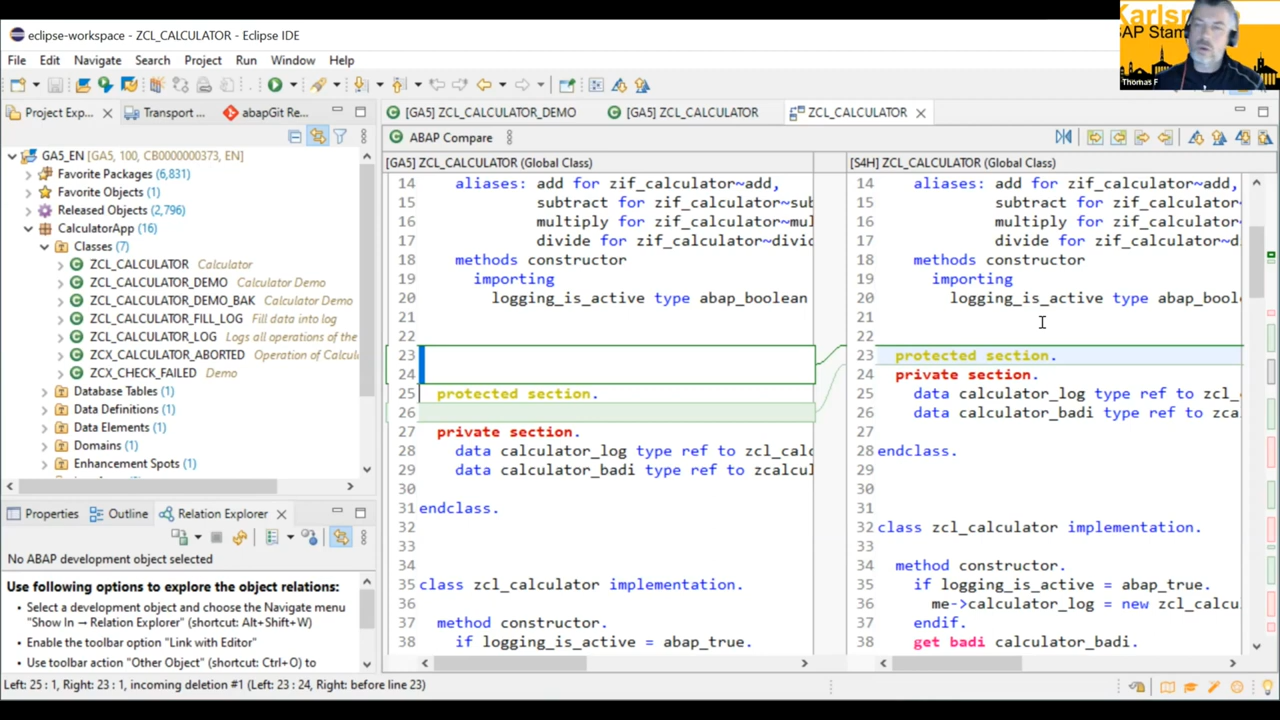 eclipse-workspace - ZCL_CALCULATOR - Eclipse IDE
File Edit Navigate Search Project Run Window Help
Project Exp...
Transport ...
abapGit Re...
GA5_EN [GA5, 100, CB0000000373, EN]
Favorite Packages (6,831)
Favorite Objects (1)
Released Objects (2,796)
CalculatorApp (16)
Classes (7)
ZCL_CALCULATOR Calculator
ZCL_CALCULATOR_DEMO Calculator Demo
ZCL_CALCULATOR_DEMO_BAK Calculator Demo
ZCL_CALCULATOR_FILL_LOG Fill data into log
ZCL_CALCULATOR_LOG Logs all operations of the
ZCX_CALCULATOR_ABORTED Operation of Calcul
ZCX_CHECK_FAILED Demo
Database Tables (1)
Data Definitions (1)
Data Elements (1)
Domains (1)
Enhancement Spots (1)
Properties
Outline
Relation Explorer
No ABAP development object selected
Use following options to explore the object relations:
• Select a development object and choose the Navigate menu
"Show In → Relation Explorer" (shortcut: Alt+Shift+W)
• Enable the toolbar option "Link with Editor"
• Use toolbar action "Other Object" (shortcut: Ctrl+O) to
[GA5] ZCL_CALCULATOR_DEMO
[GA5] ZCL_CALCULATOR
ZCL_CALCULATOR
ABAP Compare
[GA5] ZCL_CALCULATOR (Global Class)
14 aliases: add for zif_calculator~add,
15 subtract for zif_calculator~sub
16 multiply for zif_calculator~mul
17 divide for zif_calculator~divid
18 methods constructor
19 importing
20 logging_is_active type abap_boolean
21
22
23
24
25 protected section.
26
27 private section.
28 data calculator_log type ref to zcl_calc
29 data calculator_badi type ref to zcalcul
30
31 endclass.
32
33
34
35 class zcl_calculator implementation.
36
37 method constructor.
38 if logging_is_active = abap_true.
[S4H] ZCL_CALCULATOR (Global Class)
14 aliases: add for zif_calculator~add,
15 subtract for zif_calculator~
16 multiply for zif_calculator~
17 divide for zif_calculator~d
18 methods constructor
19 importing
20 logging_is_active type abap_bool
21
22
23 protected section.
24 private section.
25 data calculator_log type ref to zcl_
26 data calculator_badi type ref to zca
27
28 endclass.
29
30
31
32 class zcl_calculator implementation.
33
34 method constructor.
35 if logging_is_active = abap_true.
36 me->calculator_log = new zcl_calcu
37 endif.
38 get badi calculator_badi.
Left: 25 : 1, Right: 23 : 1, incoming deletion #1 (Left: 23 : 24, Right: before line 23)
Thomas F